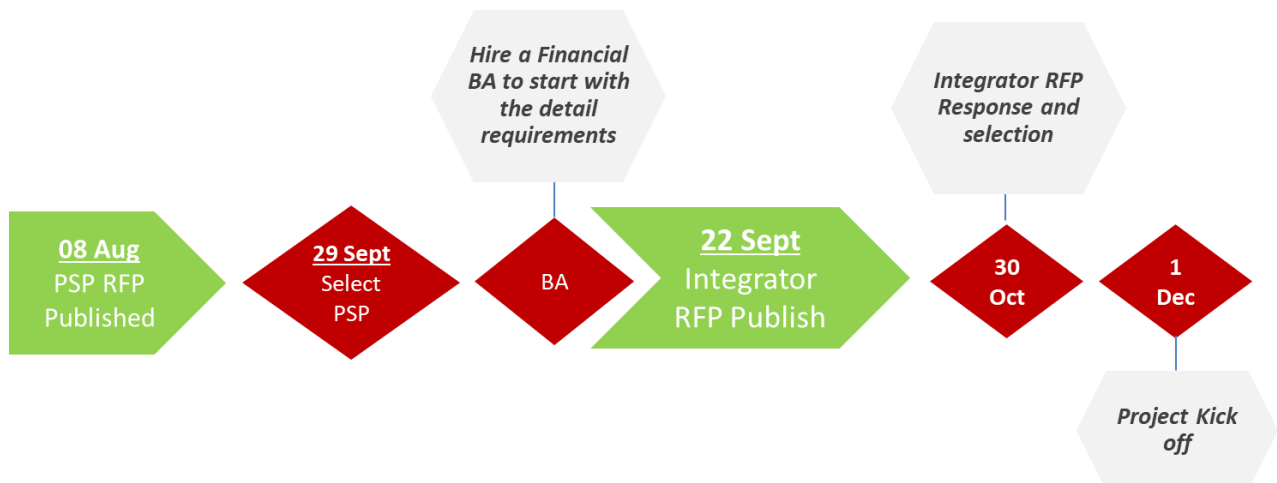 Hire a Financial
BA to start with
the detail
requirements
Integrator RFP
Response and
selection
08 Aug
PSP RFP
Published
29 Sept
Select
PSP
BA
22 Sept
Integrator
RFP Publish
30
Oct
1
Dec
Project Kick
off